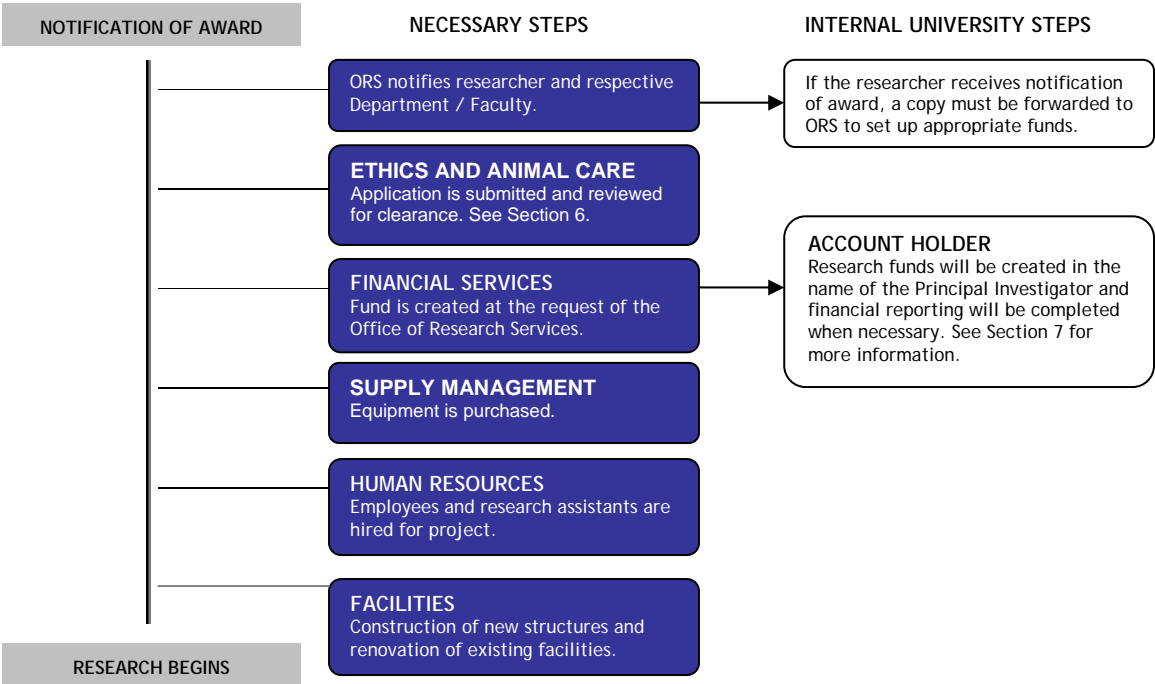 NOTIFICATION OF AWARD
NECESSARY STEPS
INTERNAL UNIVERSITY STEPS
ORS notifies researcher and respective
Department / Faculty.
If the researcher receives notification
of award, a copy must be forwarded to
ORS to set up appropriate funds.
ETHICS AND ANIMAL CARE
Application is submitted and reviewed
for clearance. See Section 6.
FINANCIAL SERVICES
Fund is created at the request of the
Office of Research Services.
ACCOUNT HOLDER
Research funds will be created in the
name of the Principal Investigator and
financial reporting will be completed
when necessary. See Section 7 for
more information.
SUPPLY MANAGEMENT
Equipment is purchased.
HUMAN RESOURCES
Employees and research assistants are
hired for project.
FACILITIES
Construction of new structures and
renovation of existing facilities.
RESEARCH BEGINS